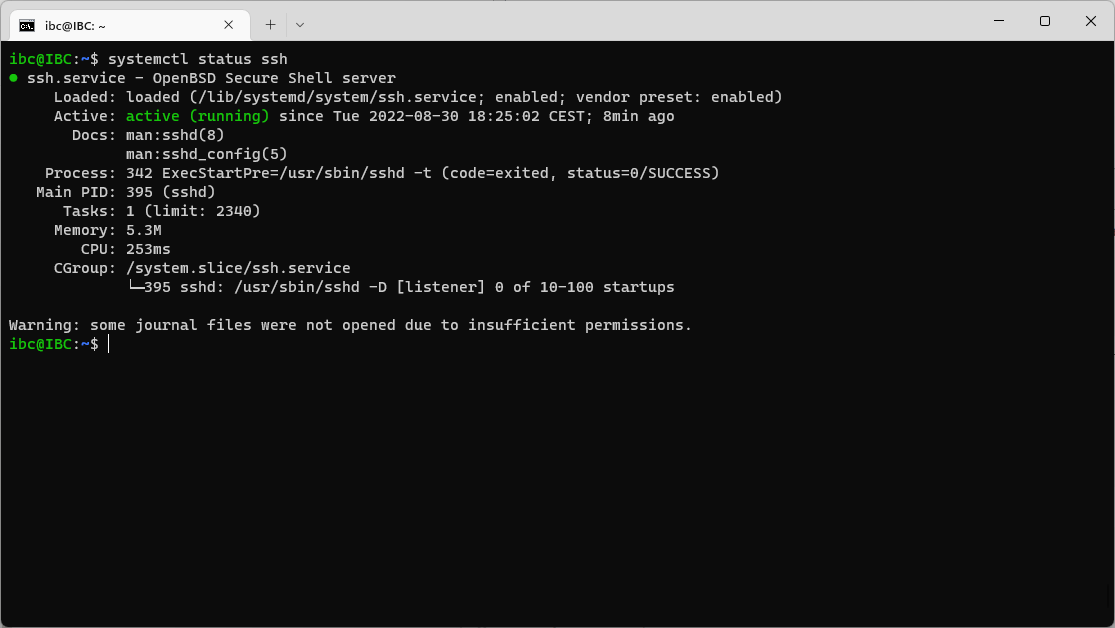 ibc@IBC: ~
ibc@IBC:~$ systemctl status ssh
● ssh.service - OpenBSD Secure Shell server
     Loaded: loaded (/lib/systemd/system/ssh.service; enabled; vendor preset: enabled)
     Active: active (running) since Tue 2022-08-30 18:25:02 CEST; 8min ago
       Docs: man:sshd(8)
             man:sshd_config(5)
    Process: 342 ExecStartPre=/usr/sbin/sshd -t (code=exited, status=0/SUCCESS)
   Main PID: 395 (sshd)
      Tasks: 1 (limit: 2340)
     Memory: 5.3M
        CPU: 253ms
     CGroup: /system.slice/ssh.service
             └─395 sshd: /usr/sbin/sshd -D [listener] 0 of 10-100 startups

Warning: some journal files were not opened due to insufficient permissions.
ibc@IBC:~$